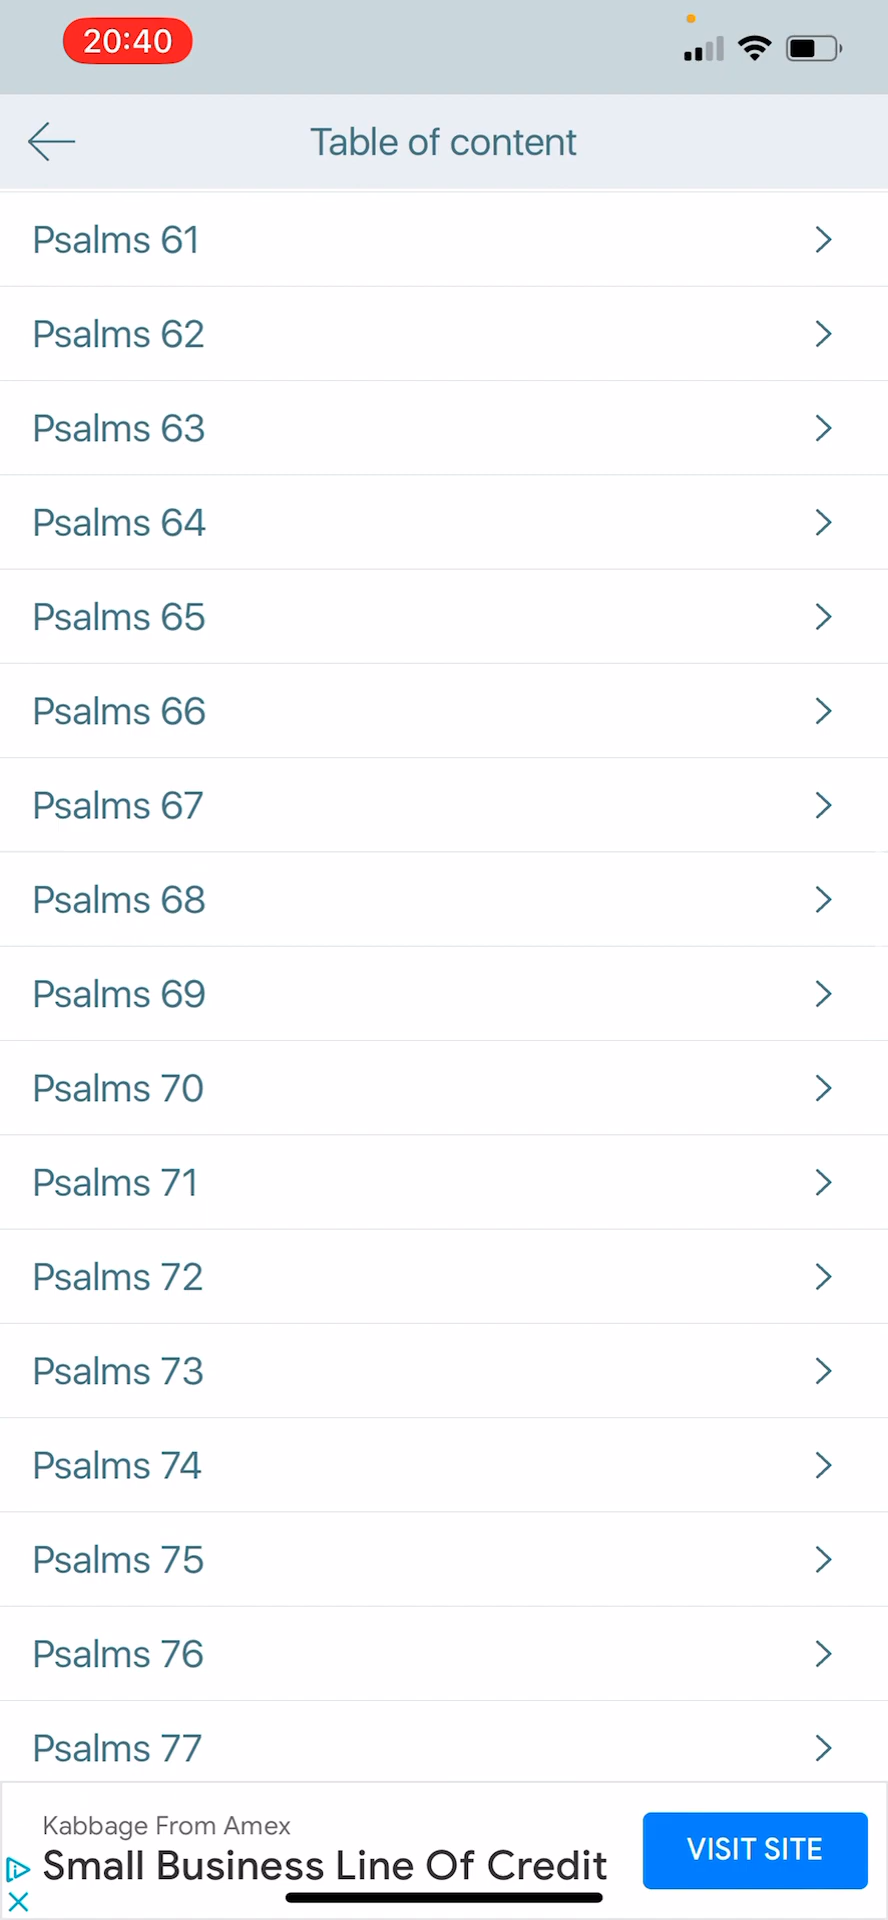 20:40
Table of content
Psalms 61
Psalms 62
Psalms 63
Psalms 64
Psalms 65
Psalms 66
Psalms 67
Psalms 68
Psalms 69
Psalms 70
Psalms 71
Psalms 72
Psalms 73
Psalms 74
Psalms 75
Psalms 76
Psalms 77
Kabbage From Amex
Small Business Line Of Credit
VISIT SITE